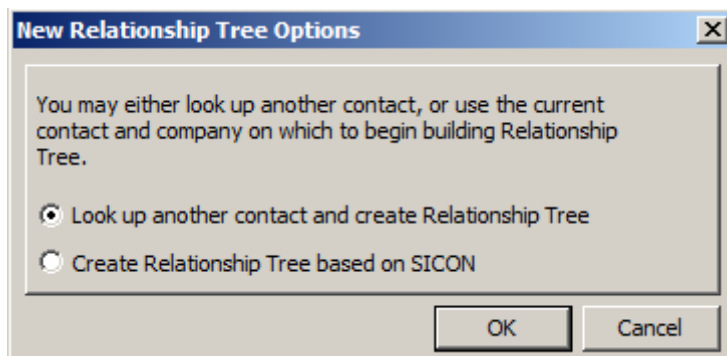 New Relationship Tree Options
You may either look up another contact, or use the current
contact and company on which to begin building Relationship
Tree.
Look up another contact and create Relationship Tree
Create Relationship Tree based on SICON
OK Cancel